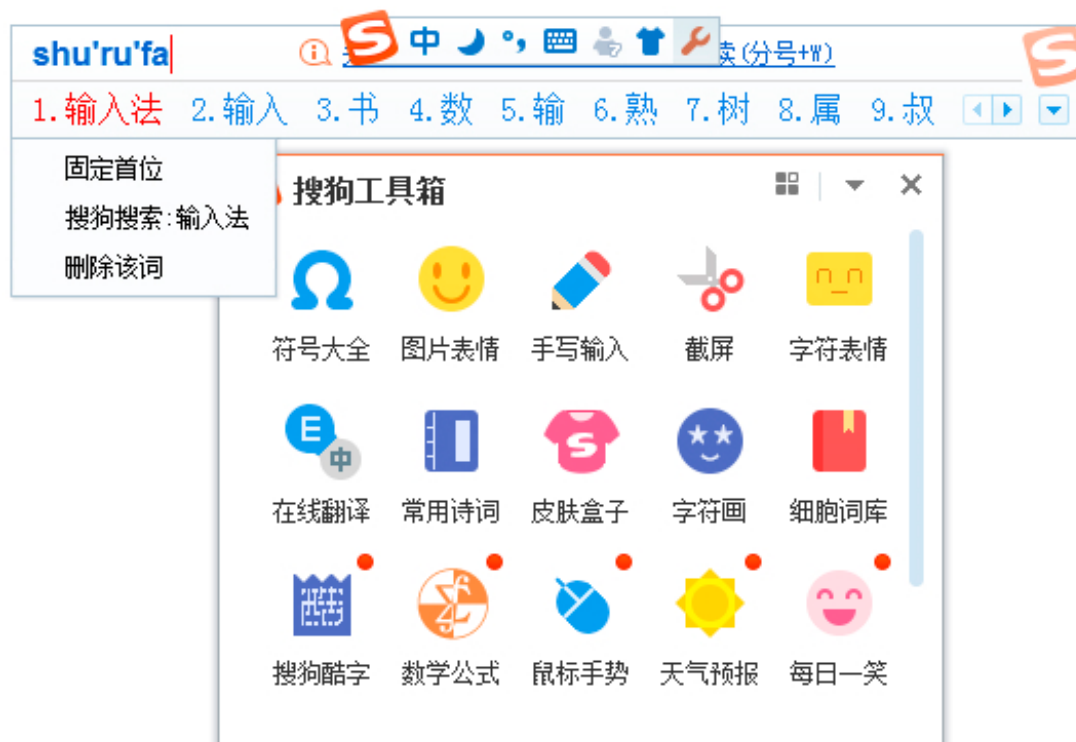 shu'ru'fa
中
读(分号+W)
1.输入法 2.输入 3.书 4.数 5.输 6.熟 7.树 8.属 9.叔
固定首位
搜狗搜索:输入法
删除该词
搜狗工具箱
符号大全 图片表情 手写输入 截屏 字符表情
E 中
S
在线翻译 常用诗词 皮肤盒子 字符画 细胞词库
搜狗酷字 数学公式 鼠标手势 天气预报 每日一笑